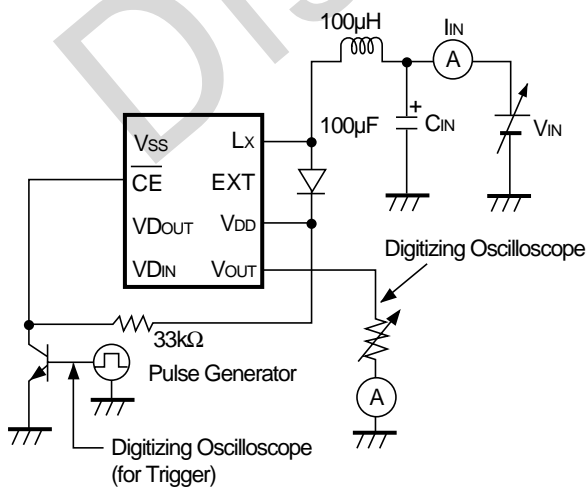 100µH
IIN
A
100µF
+
CIN
VIN
VSS
LX
CE
EXT
VDOUT
VDD
VDIN
VOUT
Digitizing Oscilloscope
33kΩ
Pulse Generator
A
Digitizing Oscilloscope
(for Trigger)